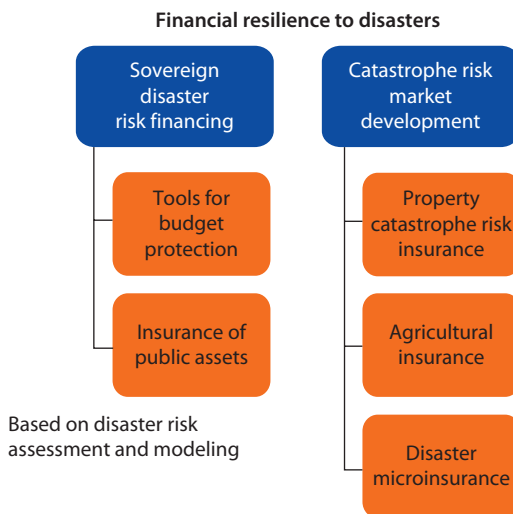 Financial resilience to disasters
Sovereign
disaster
risk financing
Tools for
budget
protection
Insurance of
public assets
Based on disaster risk
assessment and modeling
Catastrophe risk
market
development
Property
catastrophe risk
insurance
Agricultural
insurance
Disaster
microinsurance